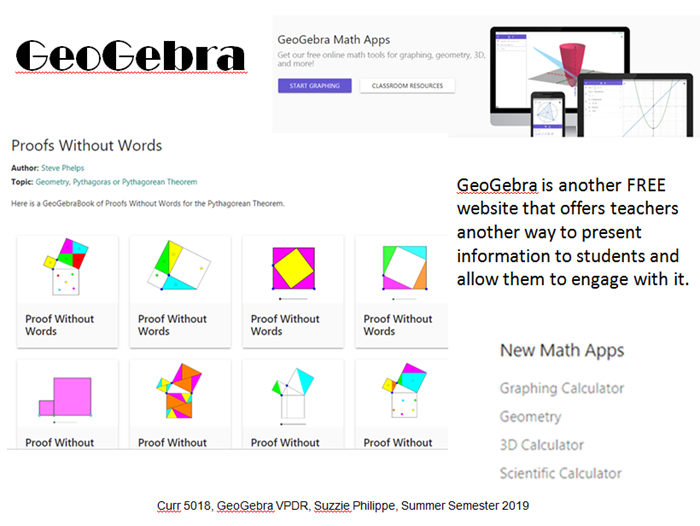 GeoGebra
GeoGebra Math Apps
Get our free online math tools for graphing, geometry, 3D,
and more!
START GRAPHING
CLASSROOM RESOURCES
Proofs Without Words
Author: Steve Phelps
Topic: Geometry, Pythagoras or Pythagorean Theorem
Here is a GeoGebraBook of Proofs Without Words for the Pythagorean Theorem.
GeoGebra is another FREE
website that offers teachers
another way to present
information to students and
allow them to engage with it.
Proof Without
Words
Proof Without
Words
Proof Without
Words
Proof Without
Words
Proof Without
Proof Without
Proof Without
Proof Without
New Math Apps
Graphing Calculator
Geometry
3D Calculator
Scientific Calculator
Curr 5018, GeoGebra VPDR, Suzzie Philippe, Summer Semester 2019